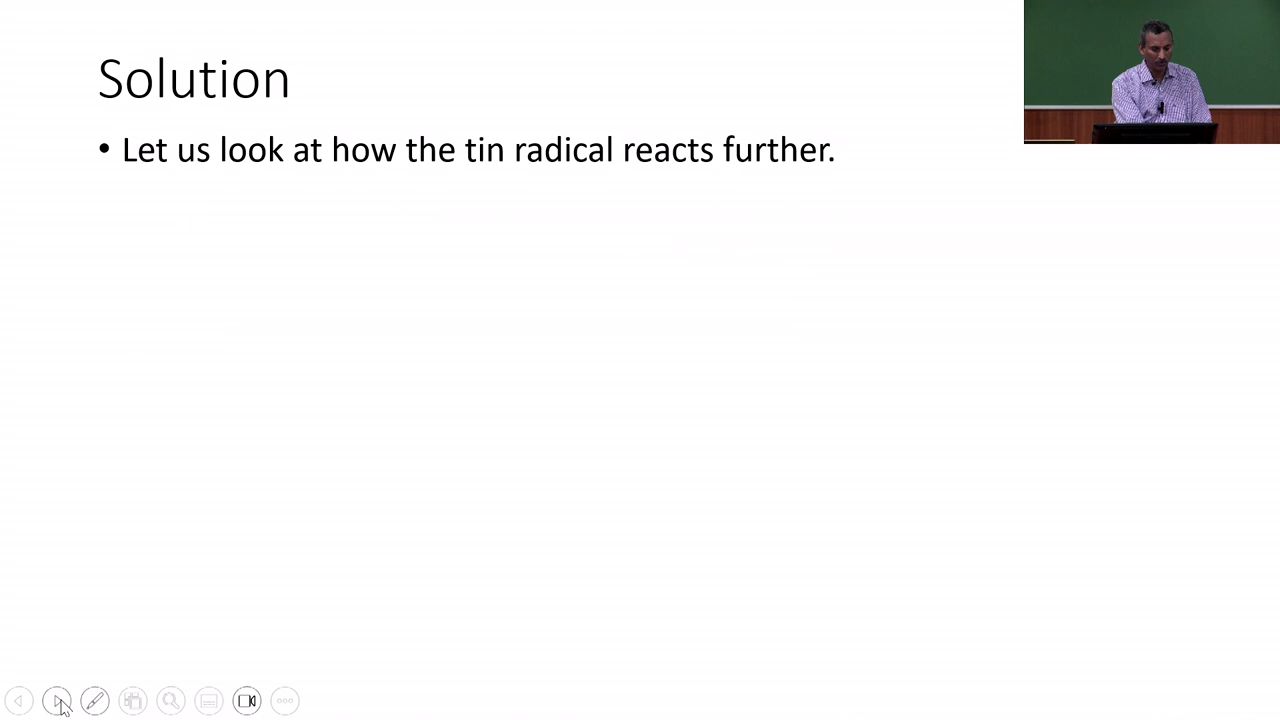 Solution
• Let us look at how the tin radical reacts further.